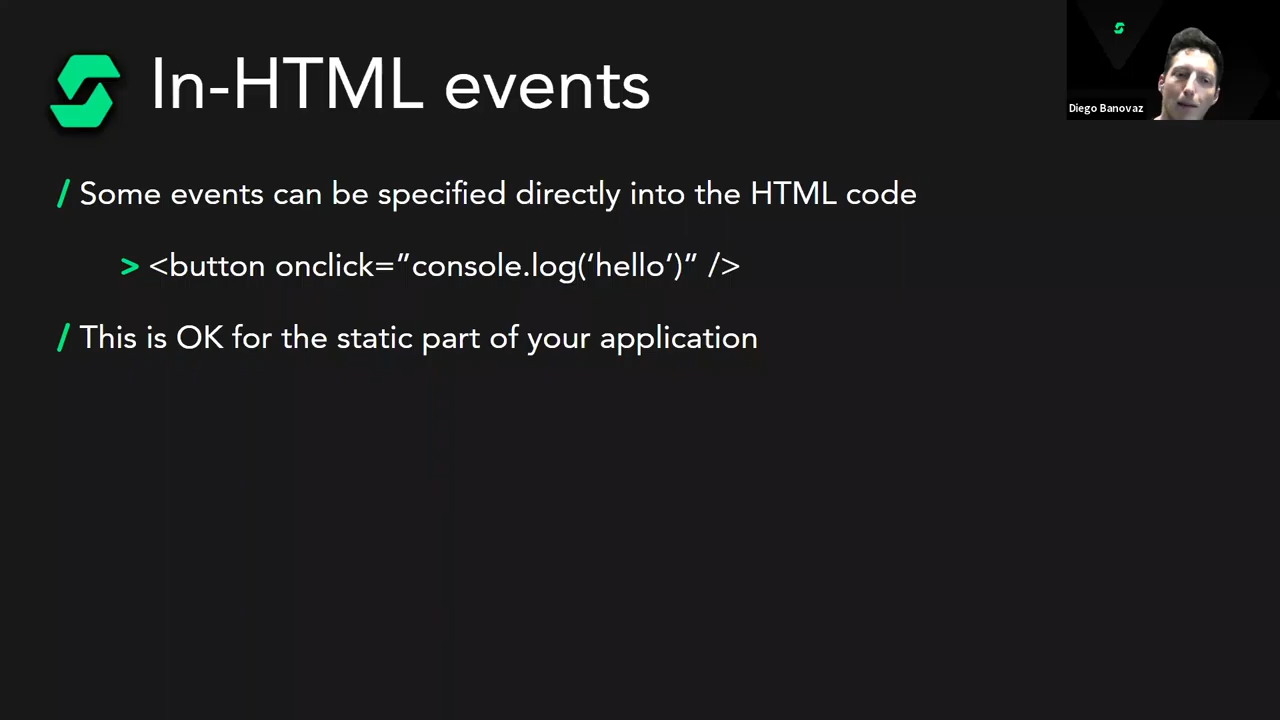 In-HTML events
Diego Banovaz
/ Some events can be specified directly into the HTML code
> <button onclick=”console.log(‘hello’)” />
/ This is OK for the static part of your application